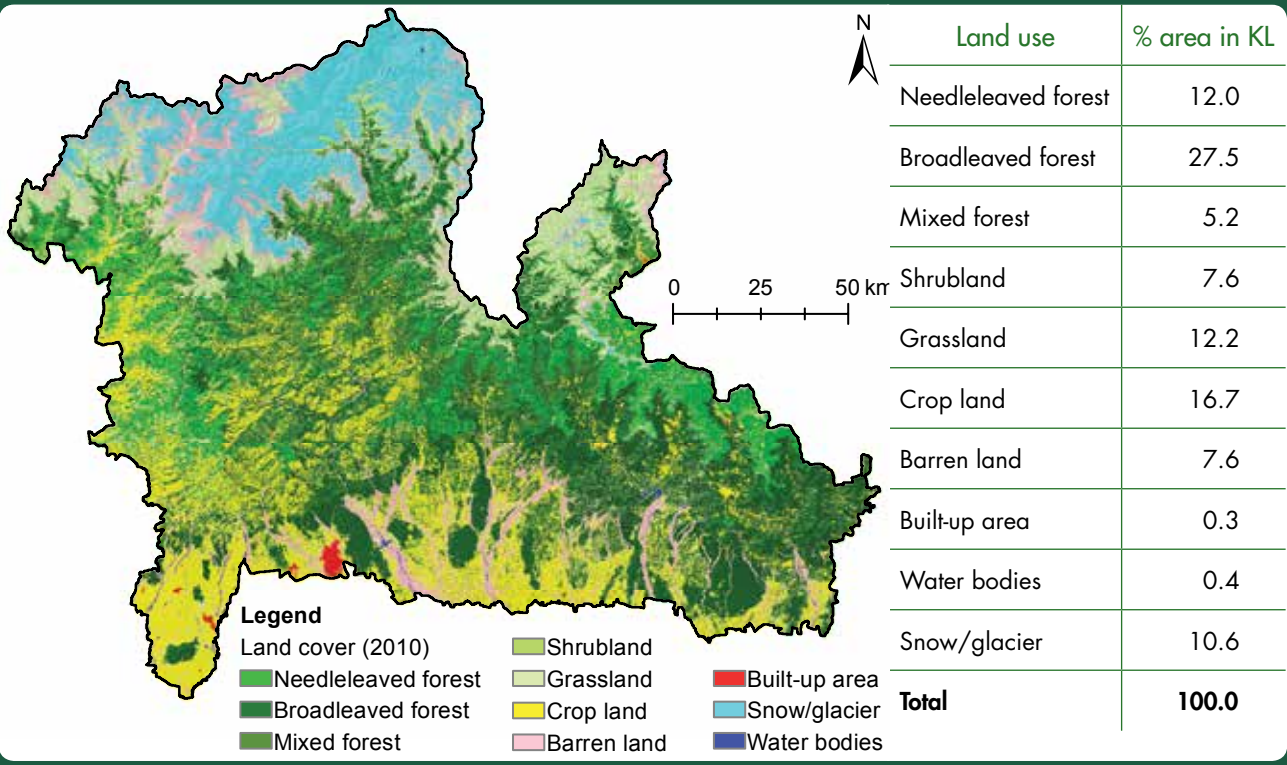 N
0 25 50 km
Legend
Land cover (2010)
Needleleaved forest
Broadleaved forest
Mixed forest
Shrubland
Grassland
Crop land
Barren land
Built-up area
Snow/glacier
Water bodies
Land use % area in KL
Needleleaved forest 12.0
Broadleaved forest 27.5
Mixed forest 5.2
Shrubland 7.6
Grassland 12.2
Crop land 16.7
Barren land 7.6
Built-up area 0.3
Water bodies 0.4
Snow/glacier 10.6
Total 100.0